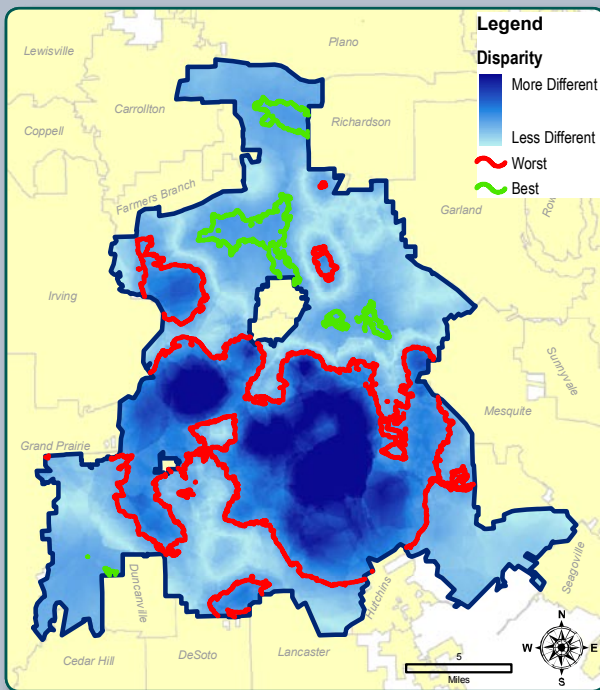 Legend
Disparity
More Different
Less Different
Worst
Best
Lewisville
Plano
Carrollton
Coppell
Richardson
Farmers Branch
Garland
Row
Irving
Sunnyvale
Mesquite
Grand Prairie
Seagoville
Duncanville
Hutchins
Cedar Hill
DeSoto
Lancaster
N
W
E
S
5
Miles